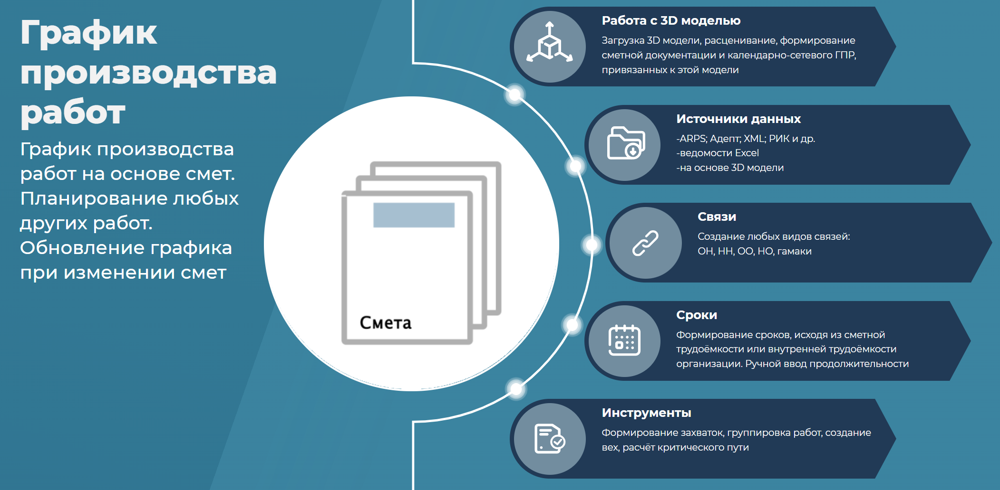 График
производства
работ
График производства
работ на основе смет.
Планирование любых
других работ.
Обновление графика
при изменении смет
Смета
Работа с 3D моделью
Загрузка 3D модели, расценивание, формирование
сметной документации и календарно-сетевого ГПР,
привязанных к этой модели
Источники данных
-ARPS; Адепт; XML; РИК и др.
-ведомости Excel
-на основе 3D модели
Связи
Создание любых видов связей:
ОН, НН, ОО, НО, гамаки
Сроки
Формирование сроков, исходя из сметной
трудоёмкости или внутренней трудоёмкости
организации. Ручной ввод продолжительности
Инструменты
Формирование захваток, группировка работ, создание
вех, расчёт критического пути